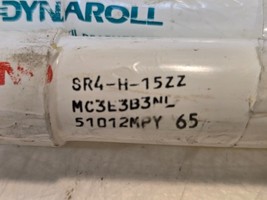 DYNAROLL
SR4-H-15ZZ
MC3E3B3NL
51012MPY 65